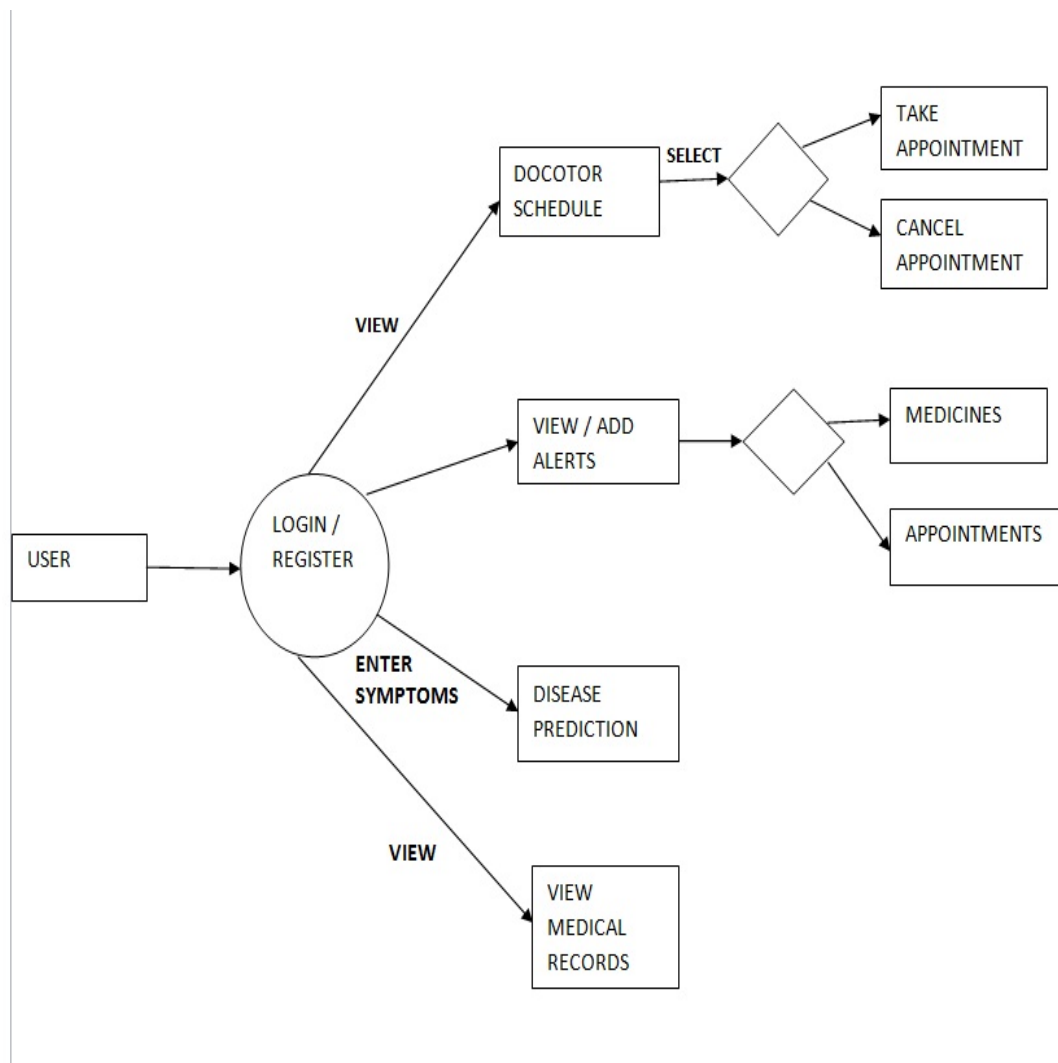 TAKE
APPOINTMENT
SELECT
DOCOTOR
SCHEDULE
CANCEL
APPOINTMENT
VIEW
VIEW / ADD
ALERTS
MEDICINES
APPOINTMENTS
LOGIN /
REGISTER
USER
ENTER
SYMPTOMS
DISEASE
PREDICTION
VIEW
VIEW
MEDICAL
RECORDS